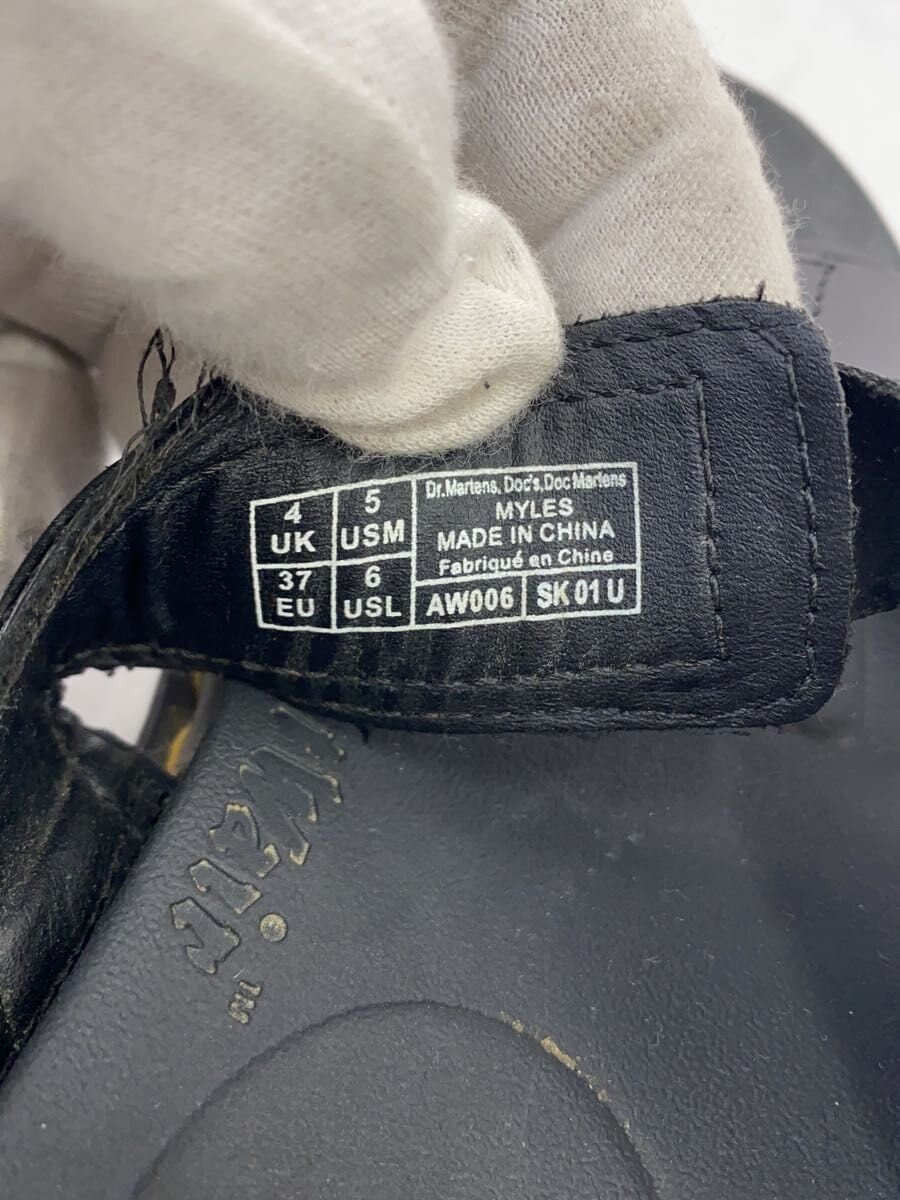 4 UK
5 USM
37 EU
6 USL
Dr.Martens, Doc's, Doc Martens
MYLES
MADE IN CHINA
Fabriqué en Chine
AW006
SK 01 U
TM